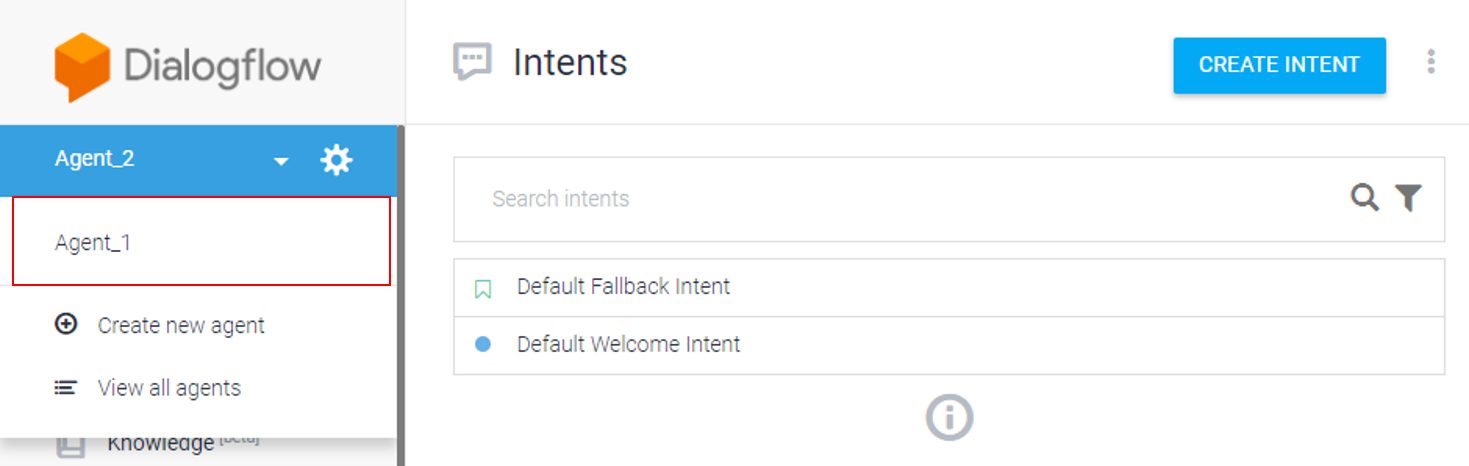 Dialogflow
Agent_2
Agent_1
Create new agent
View all agents
Knowledge [beta]
Intents
CREATE INTENT
Search intents
Default Fallback Intent
Default Welcome Intent